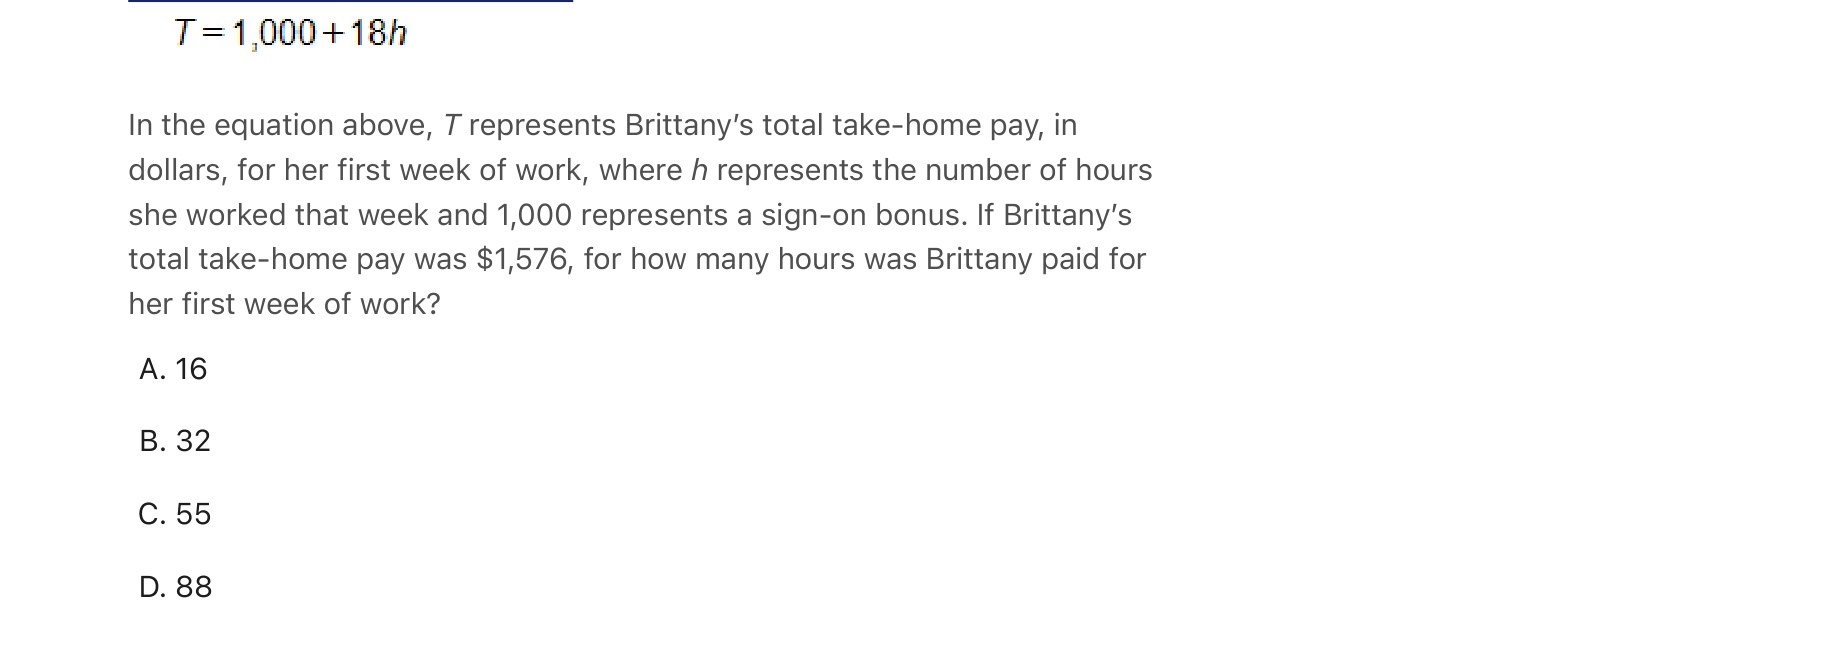 T=1,000+18h
In the equation above, T represents Brittany's total take-home pay, in
dollars, for her first week of work, where h represents the number of hours
she worked that week and 1,000 represents a sign-on bonus. If Brittany's
total take-home pay was $1,576, for how many hours was Brittany paid for
her first week of work?
A. 16
B. 32
C. 55
D. 88